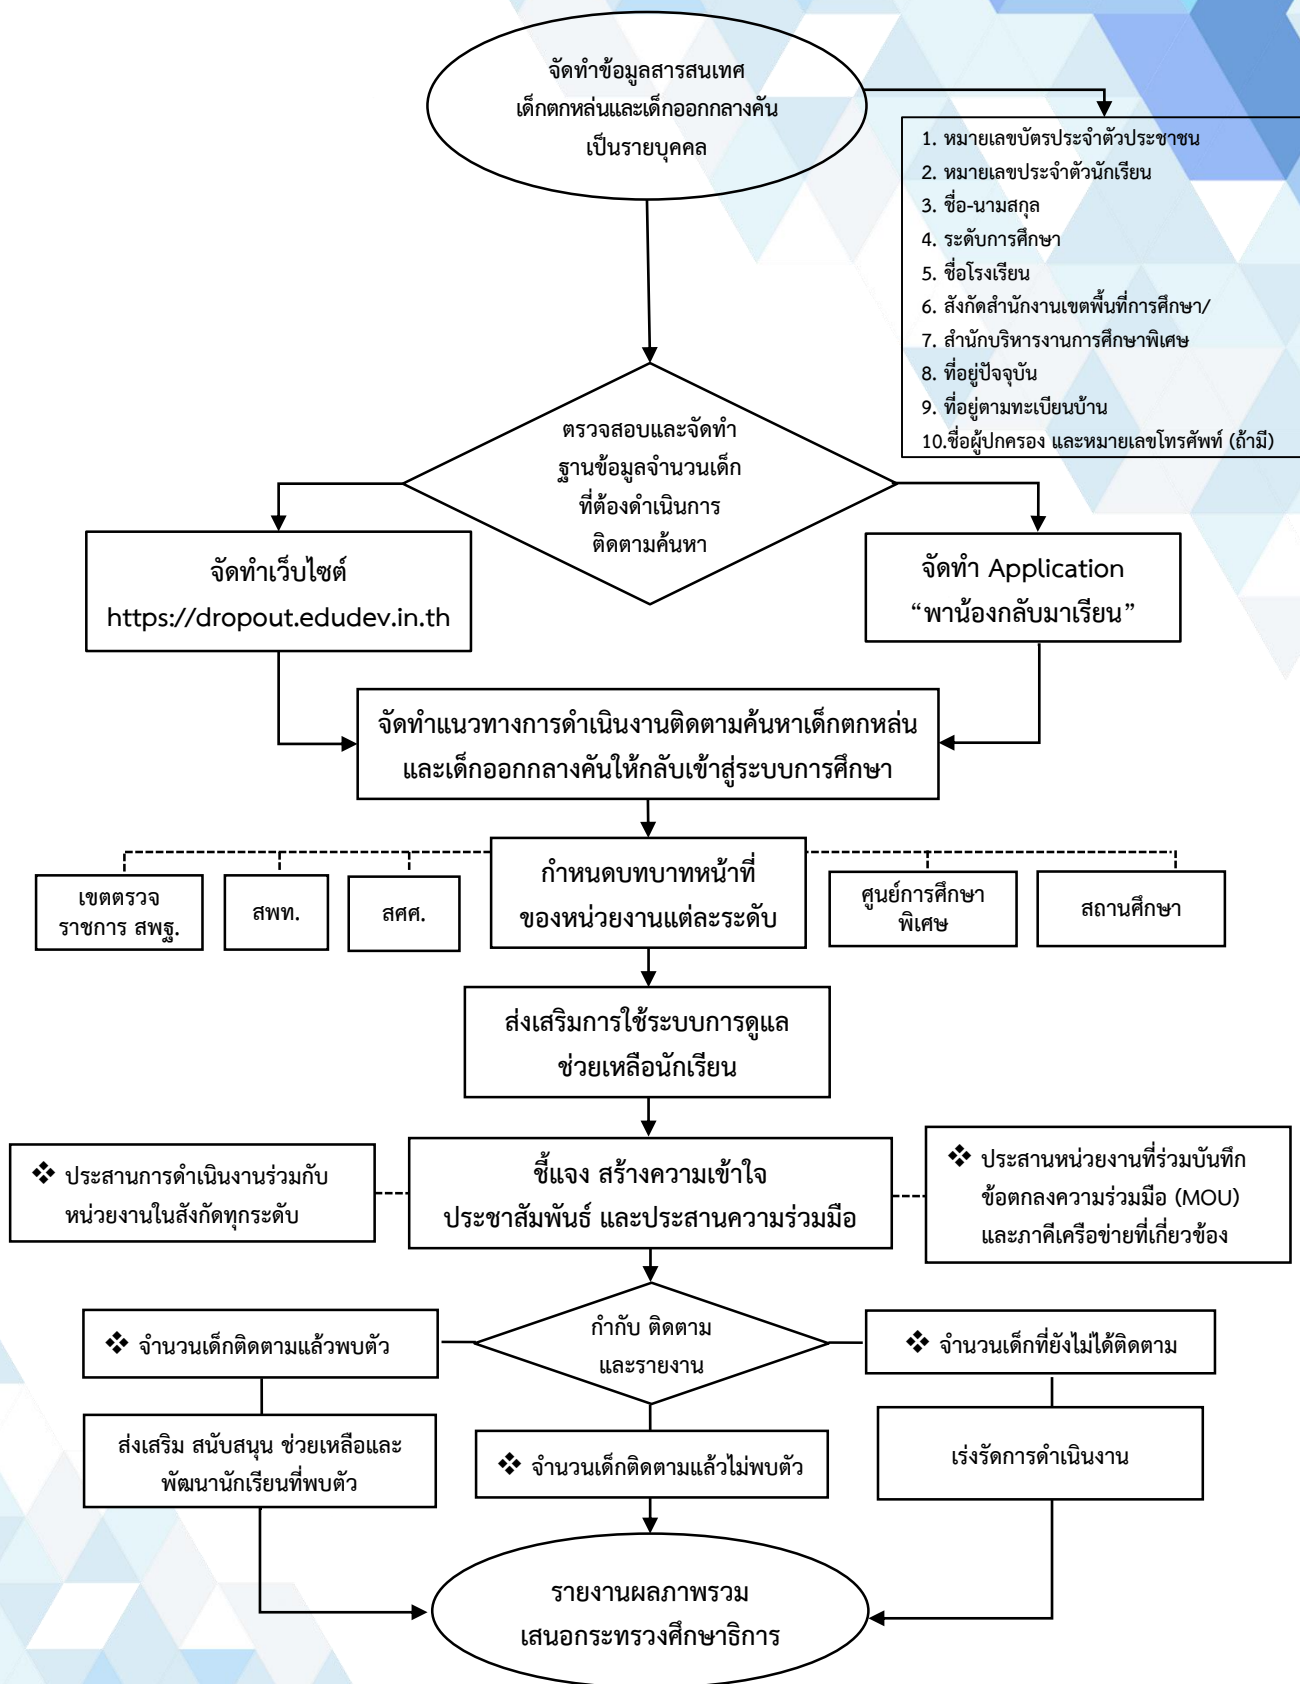 จัดทำข้อมูลสารสนเทศ
เด็กตกหล่นและเด็กออกกลางคัน
เป็นรายบุคคล
1. หมายเลขบัตรประจำตัวประชาชน
2. หมายเลขประจำตัวนักเรียน
3. ชื่อ-นามสกุล
4. ระดับการศึกษา
5. ชื่อโรงเรียน
6. สังกัดสำนักงานเขตพื้นที่การศึกษา/
7. สำนักบริหารงานการศึกษาพิเศษ
8. ที่อยู่ปัจจุบัน
9. ที่อยู่ตามทะเบียนบ้าน
10.ชื่อผู้ปกครอง และหมายเลขโทรศัพท์ (ถ้ามี)
ตรวจสอบและจัดทำ
ฐานข้อมูลจำนวนเด็ก
ที่ต้องดำเนินการ
ติดตามค้นหา
จัดทำเว็บไซต์
https://dropout.edudev.in.th
จัดทำ Application
“พาน้องกลับมาเรียน”
จัดทำแนวทางการดำเนินงานติดตามค้นหาเด็กตกหล่น
และเด็กออกกลางคันให้กลับเข้าสู่ระบบการศึกษา
กำหนดบทบาทหน้าที่
ของหน่วยงานแต่ละระดับ
เขตตรวจ
ราชการ สพฐ.
สพท.
สศศ.
ศูนย์การศึกษา
พิเศษ
สถานศึกษา
ส่งเสริมการใช้ระบบการดูแล
ช่วยเหลือนักเรียน
❖ ประสานการดำเนินงานร่วมกับ
หน่วยงานในสังกัดทุกระดับ
ชี้แจง สร้างความเข้าใจ
ประชาสัมพันธ์ และประสานความร่วมมือ
❖ ประสานหน่วยงานที่ร่วมบันทึก
ข้อตกลงความร่วมมือ (MOU)
และภาคีเครือข่ายที่เกี่ยวข้อง
กำกับ ติดตาม
และรายงาน
❖ จำนวนเด็กติดตามแล้วพบตัว
❖ จำนวนเด็กที่ยังไม่ได้ติดตาม
ส่งเสริม สนับสนุน ช่วยเหลือและ
พัฒนานักเรียนที่พบตัว
❖ จำนวนเด็กติดตามแล้วไม่พบตัว
เร่งรัดการดำเนินงาน
รายงานผลภาพรวม
เสนอกระทรวงศึกษาธิการ